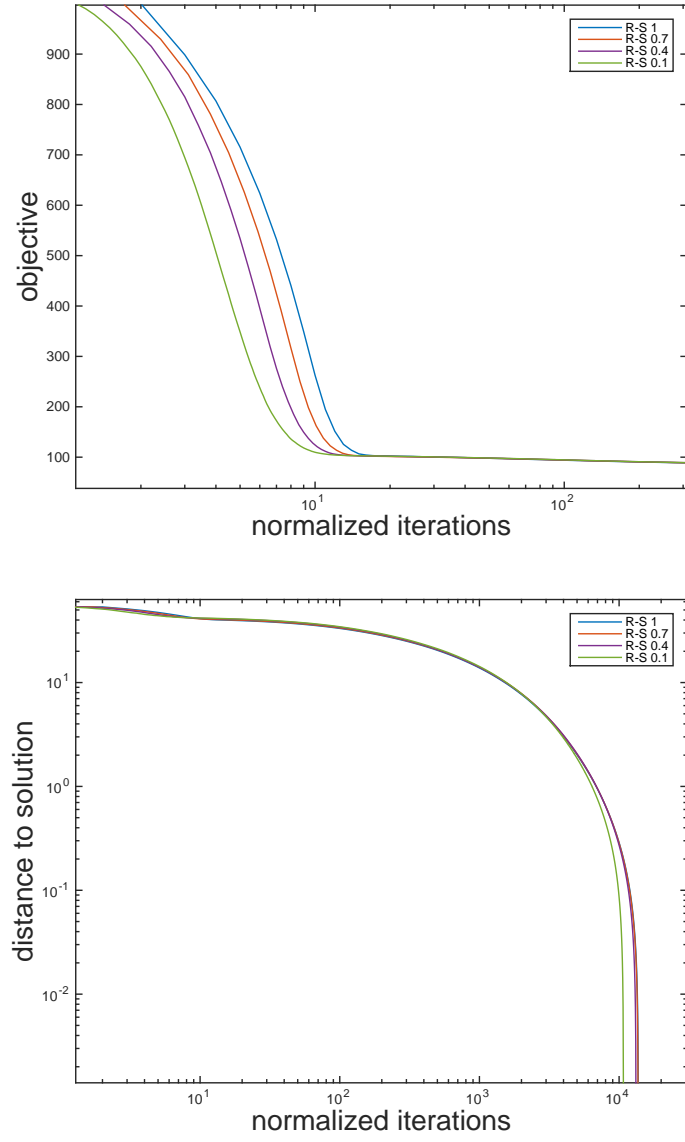 R-S 1
R-S 0.7
R-S 0.4
R-S 0.1
900
800
700
600
500
400
300
200
100
objective
10^1
10^2
normalized iterations
R-S 1
R-S 0.7
R-S 0.4
R-S 0.1
10^1
10^0
10^-1
10^-2
distance to solution
10^1
10^2
10^3
10^4
normalized iterations